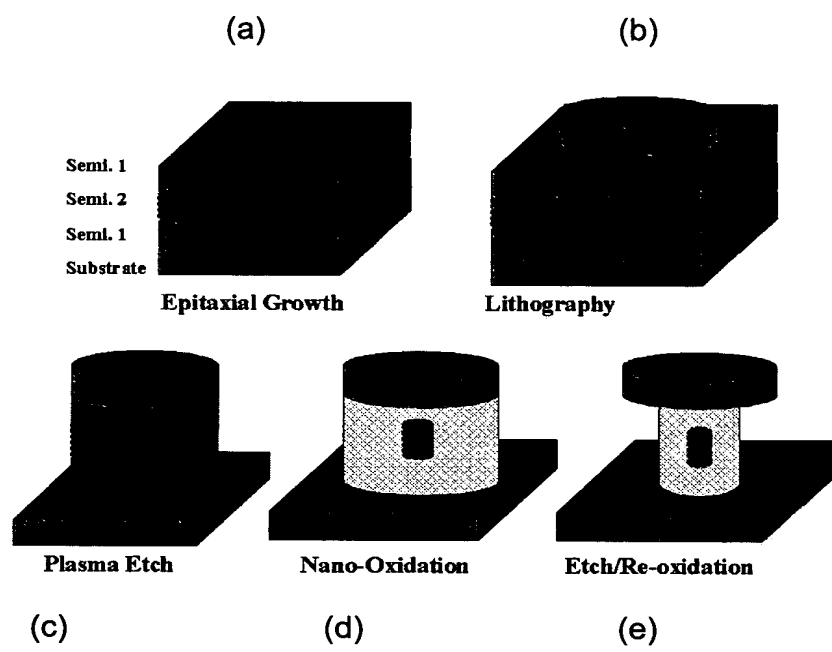 (a)
(b)
Semi. 1
Semi. 2
Semi. 1
Substrate
Epitaxial Growth
Lithography
Plasma Etch
Nano-Oxidation
Etch/Re-oxidation
(c)
(d)
(e)